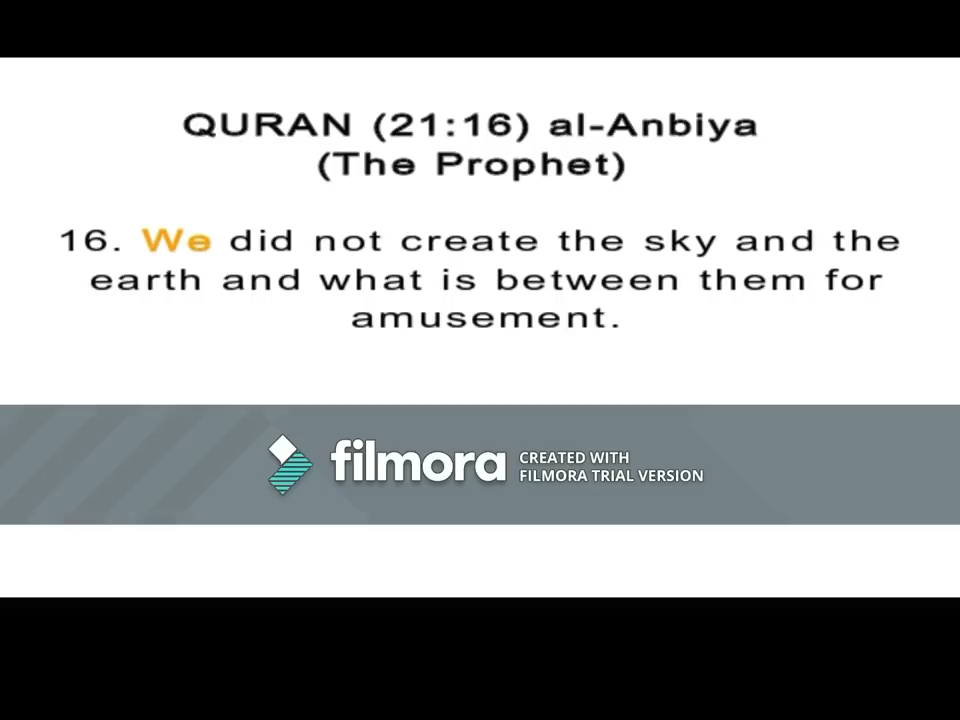 QURAN (21:16) al-Anbiya
(The Prophet)
16. We did not create the sky and the
earth and what is between them for
amusement.
filmora CREATED WITH
FILMORA TRIAL VERSION